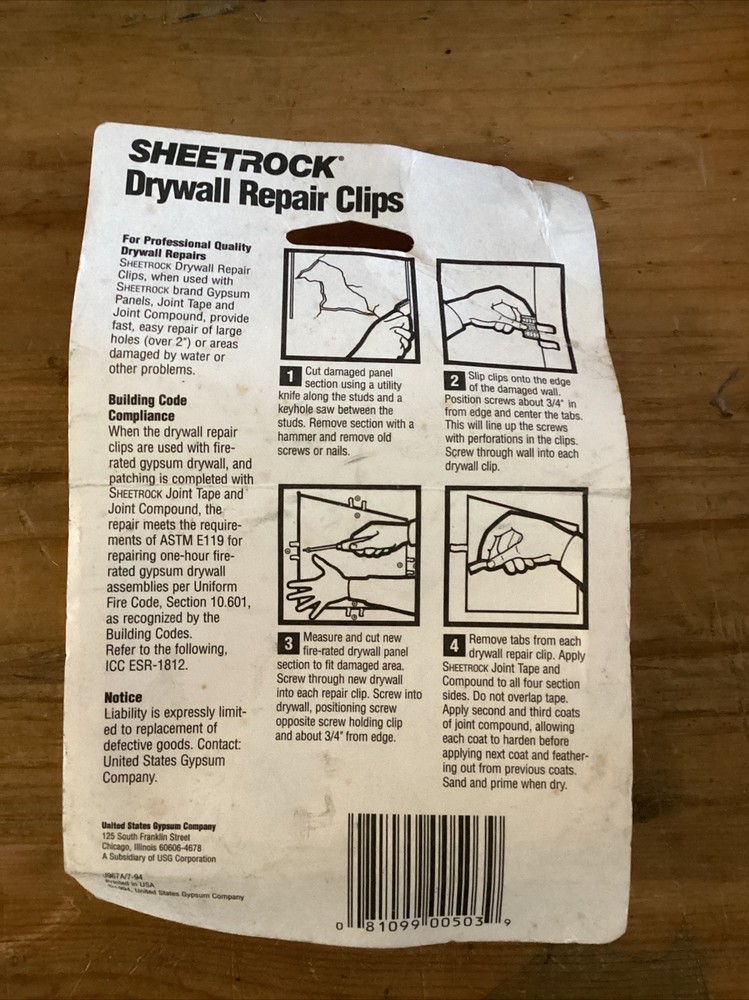 SHEETROCK®
Drywall Repair Clips
For Professional Quality
Drywall Repairs
SHEETROCK Drywall Repair
Clips, when used with
SHEETROCK brand Gypsum
Panels, Joint Tape and
Joint Compound, provide
fast, easy repair of large
holes (over 2") or areas
damaged by water or
other problems.
Building Code
Compliance
When the drywall repair
clips are used with fire-
rated gypsum drywall, and
patching is completed with
SHEETROCK Joint Tape and
Joint Compound, the
repair meets the require-
ments of ASTM E119 for
repairing one-hour fire-
rated gypsum drywall
assemblies per Uniform
Fire Code, Section 10.601,
as recognized by the
Building Codes.
Refer to the following,
ICC ESR-1812.
Notice
Liability is expressly limit-
ed to replacement of
defective goods. Contact:
United States Gypsum
Company.
United States Gypsum Company
125 South Franklin Street
Chicago, Illinois 60606-4678
A Subsidiary of USG Corporation
J967A/7-94
Printed in USA
1994, United States Gypsum Company
1 Cut damaged panel
section using a utility
knife along the studs and a
keyhole saw between the
studs. Remove section with a
hammer and remove old
screws or nails.
2 Slip clips onto the edge
of the damaged wall.
Position screws about 3/4" in
from edge and center the tabs.
This will line up the screws
with perforations in the clips.
Screw through wall into each
drywall clip.
3 Measure and cut new
fire-rated drywall panel
section to fit damaged area.
Screw through new drywall
into each repair clip. Screw into
drywall, positioning screw
opposite screw holding clip
and about 3/4" from edge.
4 Remove tabs from each
drywall repair clip. Apply
SHEETROCK Joint Tape and
Compound to all four section
sides. Do not overlap tape.
Apply second and third coats
of joint compound, allowing
each coat to harden before
applying next coat and feather-
ing out from previous coats.
Sand and prime when dry.
0 81099 00503 9